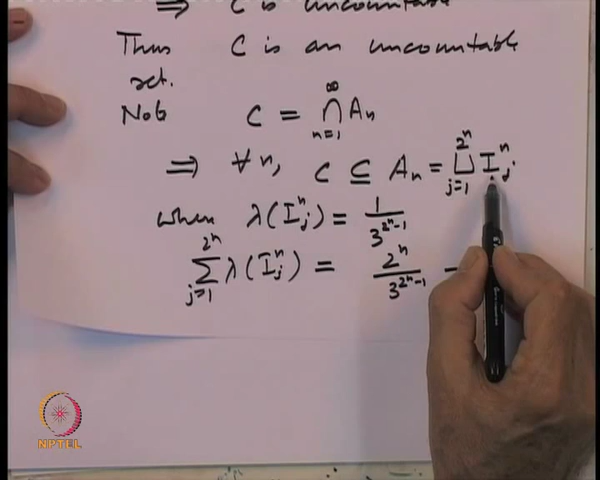 ⇒ C is uncountable
Thus C is an uncountable
set.
Note C = ∩_{n=1}^{∞} A_n
⇒ ∀ n, C ⊆ A_n = ⊔_{j=1}^{2^n} I_j^n
when λ(I_j^n) = 1/3^{2^n-1}
∑_{j=1}^{2^n} λ(I_j^n) = 2^n/3^{2^n-1} –
NPTEL